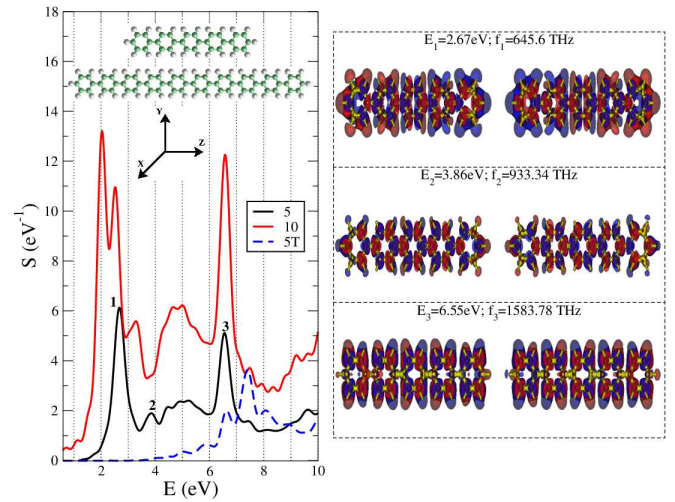 18
16
14
12
10
8
6
4
2
0
S (eV⁻¹)
2
4
6
8
10
E (eV)
Y
Z
X
1
2
3
5
10
5T
E₁=2.67eV; f₁=645.6 THz
E₂=3.86eV; f₂=933.34 THz
E₃=6.55eV; f₃=1583.78 THz